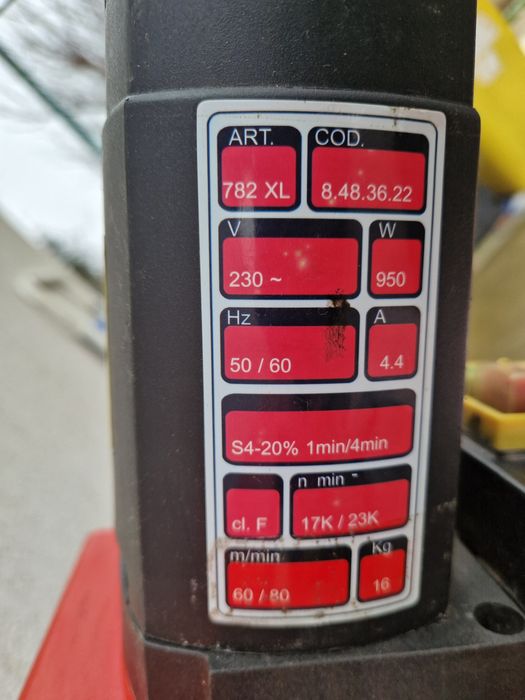 ART. COD.
782 XL 8.48.36.22
V W
230 ~ 950
Hz A
50 / 60 4.4
S4-20% 1min/4min
n min -
cl. F 17K / 23K
m/min Kg
60 / 80 16